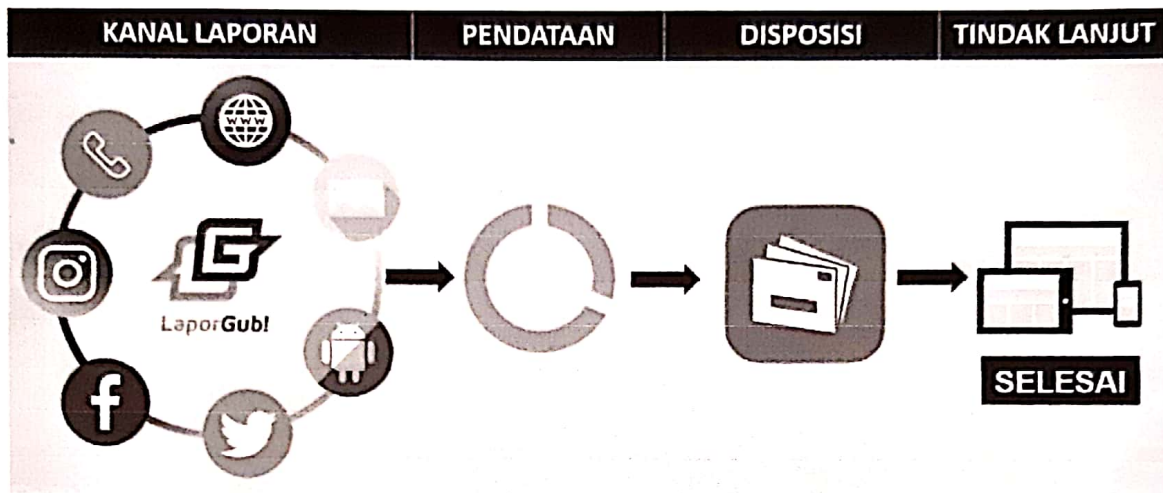 KANAL LAPORAN
PENDATAAN
DISPOSISI
TINDAK LANJUT
WWW
G
LaporGub!
f
SELESAI